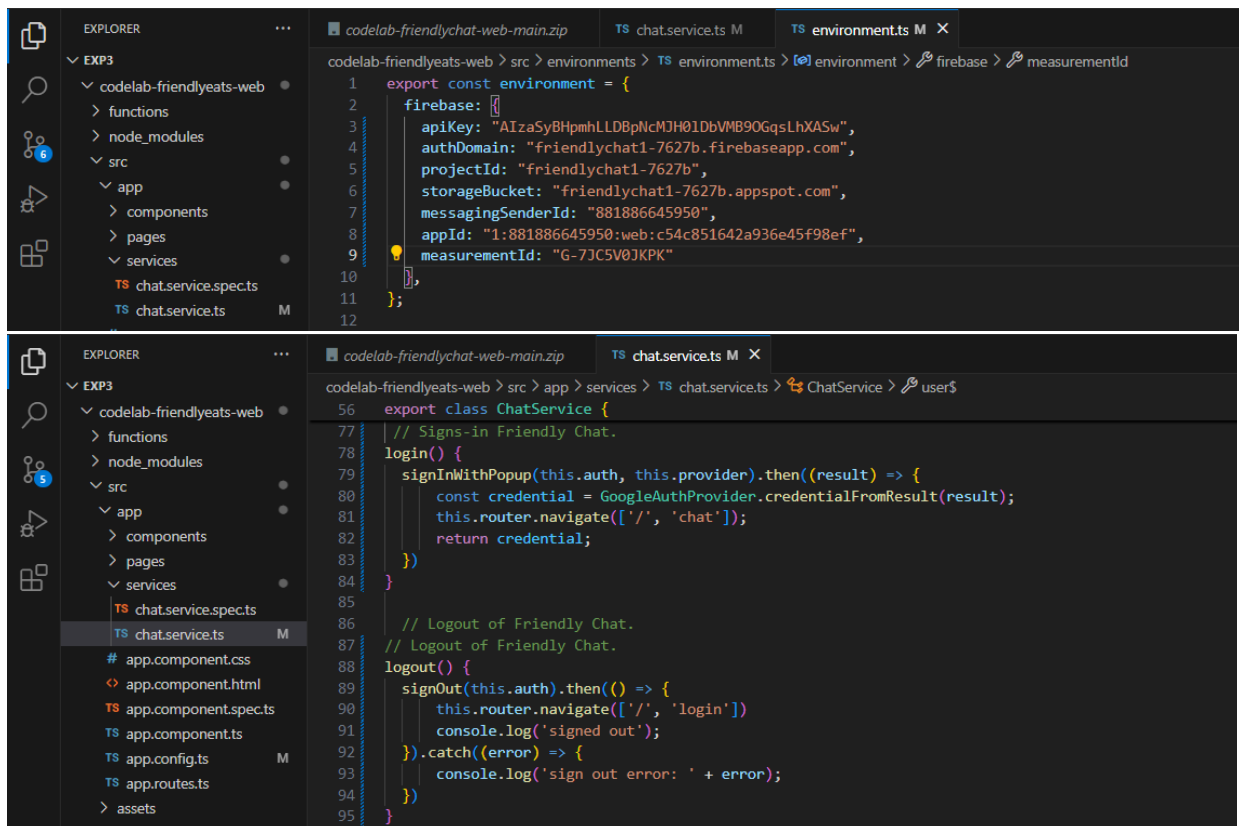 EXPLORER ...
EXP3
codelab-friendlyeats-web
functions
node_modules
src
app
components
pages
services
TS chat.service.spec.ts
TS chat.service.ts M
6
codelab-friendlychat-web-main.zip TS chat.service.ts M TS environment.ts M ×
codelab-friendlyeats-web > src > environments > TS environment.ts > environment > firebase > measurementId
1 export const environment = {
2 firebase: {
3 apiKey: "AIzaSyBHpmhLLDBpNcMJH0lDbVMB9OGqsLhXASw",
4 authDomain: "friendlychat1-7627b.firebaseapp.com",
5 projectId: "friendlychat1-7627b",
6 storageBucket: "friendlychat1-7627b.appspot.com",
7 messagingSenderId: "881886645950",
8 appId: "1:881886645950:web:c54c851642a936e45f98ef",
9 measurementId: "G-7JC5V0JKPK"
10 },
11 };
12
EXPLORER ...
EXP3
codelab-friendlyeats-web
functions
node_modules
src
app
components
pages
services
TS chat.service.spec.ts
TS chat.service.ts M
# app.component.css
<> app.component.html
TS app.component.spec.ts
TS app.component.ts
TS app.config.ts M
TS app.routes.ts
assets
5
codelab-friendlychat-web-main.zip TS chat.service.ts M ×
codelab-friendlyeats-web > src > app > services > TS chat.service.ts > ChatService > user$
56 export class ChatService {
77 // Signs-in Friendly Chat.
78 login() {
79 signInWithPopup(this.auth, this.provider).then((result) => {
80 const credential = GoogleAuthProvider.credentialFromResult(result);
81 this.router.navigate(['/', 'chat']);
82 return credential;
83 })
84 }
85
86 // Logout of Friendly Chat.
87 // Logout of Friendly Chat.
88 logout() {
89 signOut(this.auth).then(() => {
90 this.router.navigate(['/', 'login'])
91 console.log('signed out');
92 }).catch((error) => {
93 console.log('sign out error: ' + error);
94 })
95 }